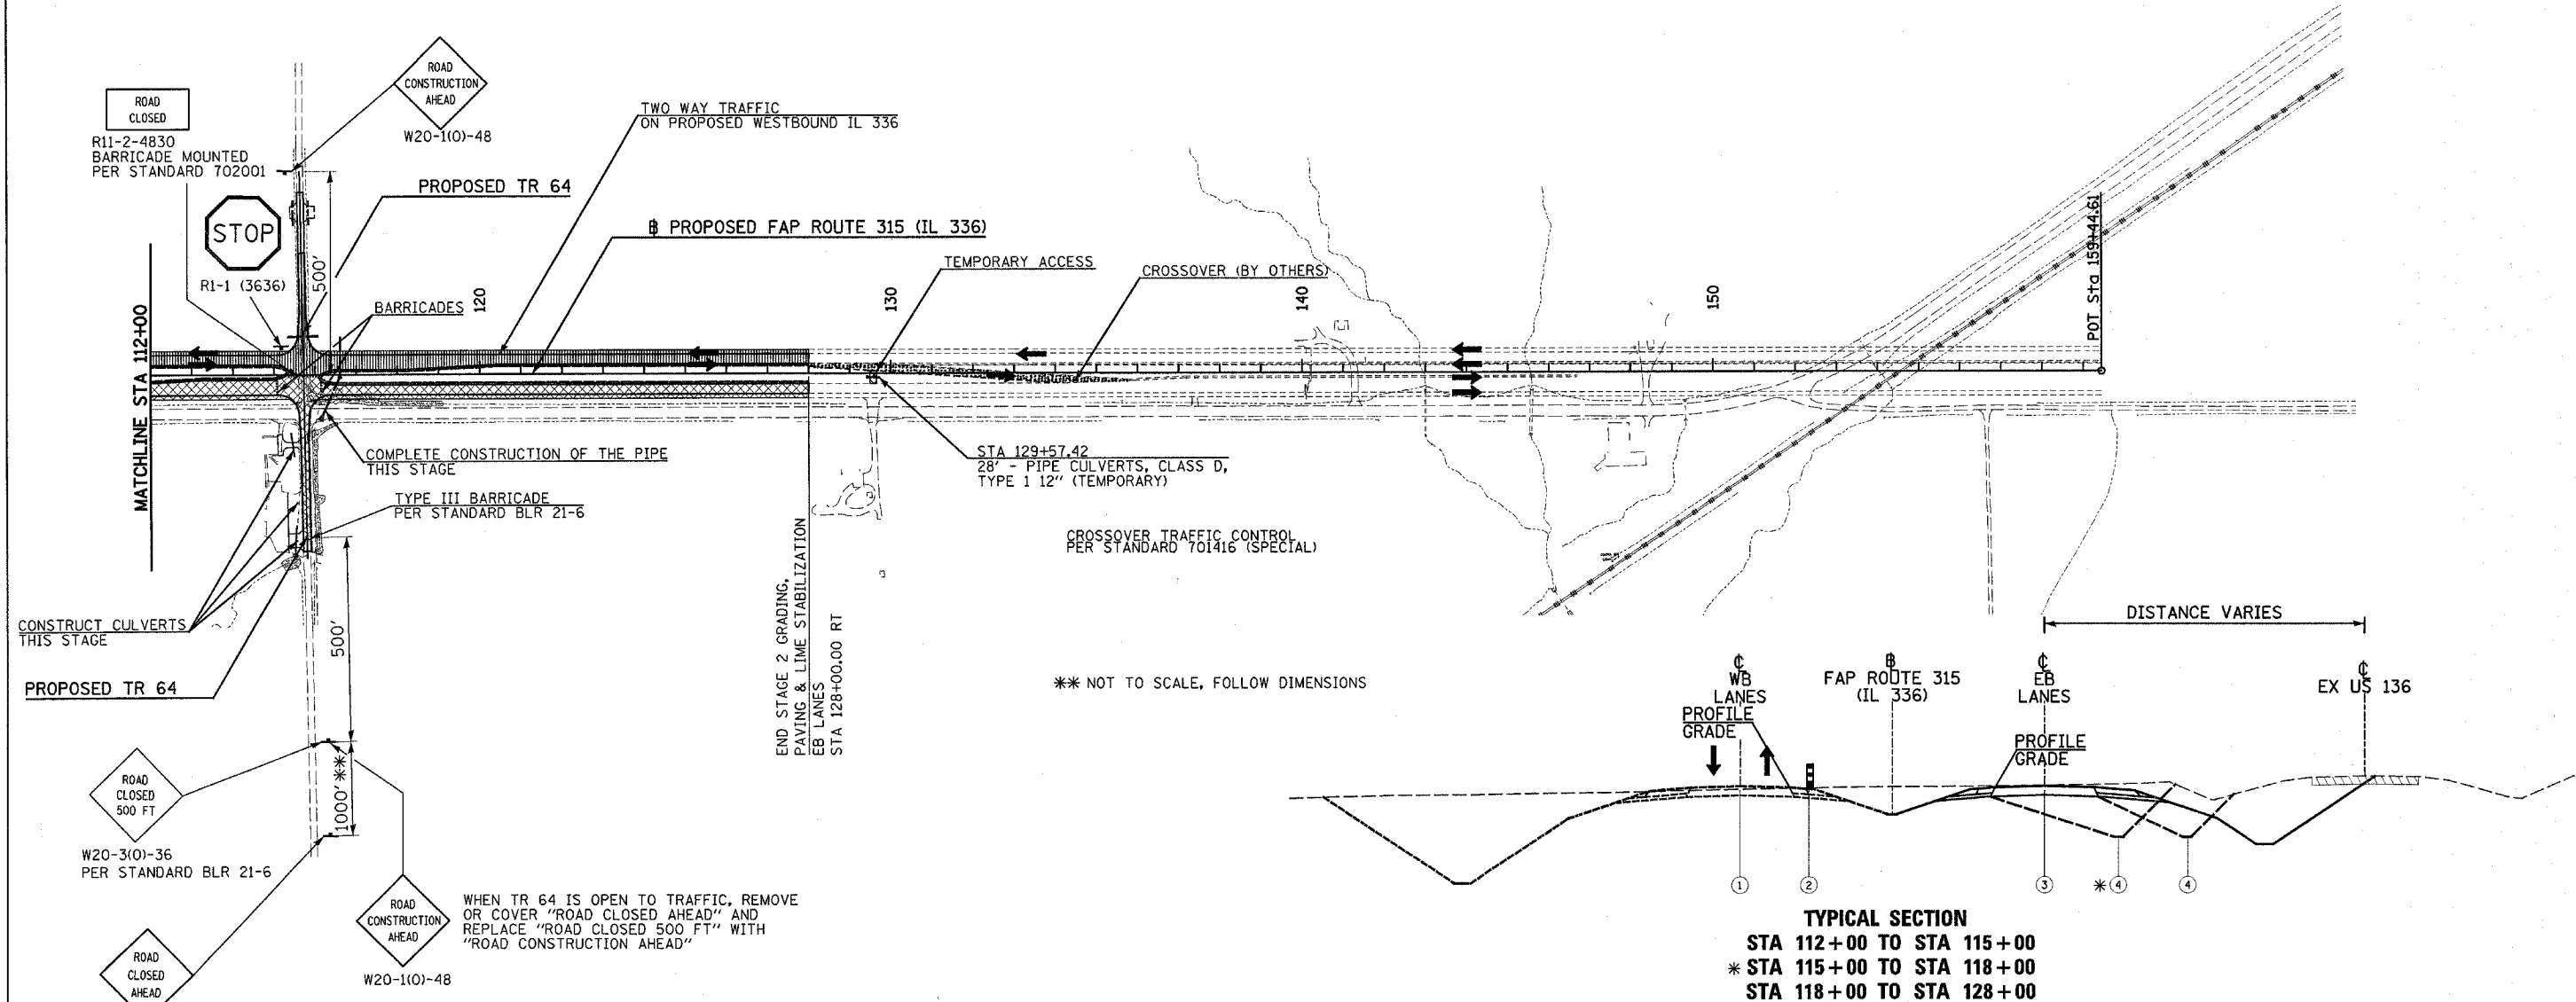 ROAD
CONSTRUCTION
AHEAD
W20-1(O)-48
ROAD
CLOSED
R11-2-4830
BARRICADE MOUNTED
PER STANDARD 702001
TWO WAY TRAFFIC
ON PROPOSED WESTBOUND IL 336
PROPOSED TR 64
STOP
R1-1 (3636)
500'
PROPOSED FAP ROUTE 315 (IL 336)
TEMPORARY ACCESS
CROSSOVER (BY OTHERS)
BARRICADES
120
130
140
150
POT Sta 159+44.61
MATCHLINE STA 112+00
COMPLETE CONSTRUCTION OF THE PIPE
THIS STAGE
STA 129+57.42
28' - PIPE CULVERTS, CLASS D,
TYPE 1 12" (TEMPORARY)
TYPE III BARRICADE
PER STANDARD BLR 21-6
CROSSOVER TRAFFIC CONTROL
PER STANDARD 701416 (SPECIAL)
END STAGE 2 GRADING,
PAVING & LIME STABILIZATION
EB LANES
STA 128+00.00 RT
CONSTRUCT CULVERTS
THIS STAGE
500'
PROPOSED TR 64
** NOT TO SCALE, FOLLOW DIMENSIONS
1000' **
ROAD
CLOSED
500 FT
W20-3(O)-36
PER STANDARD BLR 21-6
ROAD
CONSTRUCTION
AHEAD
W20-1(O)-48
WHEN TR 64 IS OPEN TO TRAFFIC, REMOVE
OR COVER "ROAD CLOSED AHEAD" AND
REPLACE "ROAD CLOSED 500 FT" WITH
"ROAD CONSTRUCTION AHEAD"
ROAD
CLOSED
AHEAD
DISTANCE VARIES
WB
LANES
FAP ROUTE 315
(IL 336)
EB
LANES
EX US 136
PROFILE
GRADE
PROFILE
GRADE
1
2
3
* 4
4
TYPICAL SECTION
STA 112+00 TO STA 115+00
* STA 115+00 TO STA 118+00
STA 118+00 TO STA 128+00